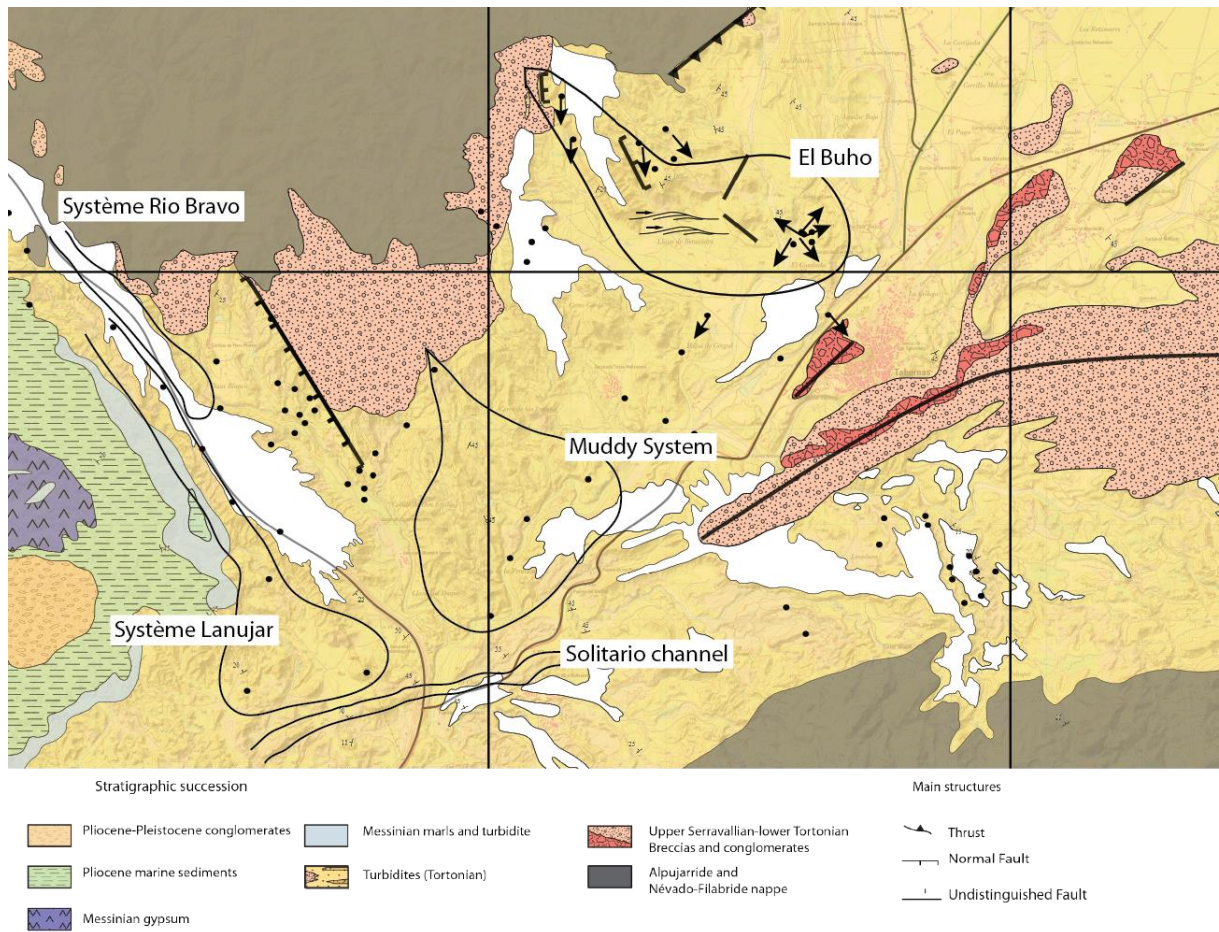 El Buho
Système Rio Bravo
Tabernas
Muddy System
Système Lanujar
Solitario channel
Stratigraphic succession
Main structures
Pliocene-Pleistocene conglomerates
Messinian marls and turbidite
Upper Serravallian-lower Tortonian
Breccias and conglomerates
Thrust
Normal Fault
Pliocene marine sediments
Turbidites (Tortonian)
Alpujarride and
Névado-Filabride nappe
Undistinguished Fault
Messinian gypsum